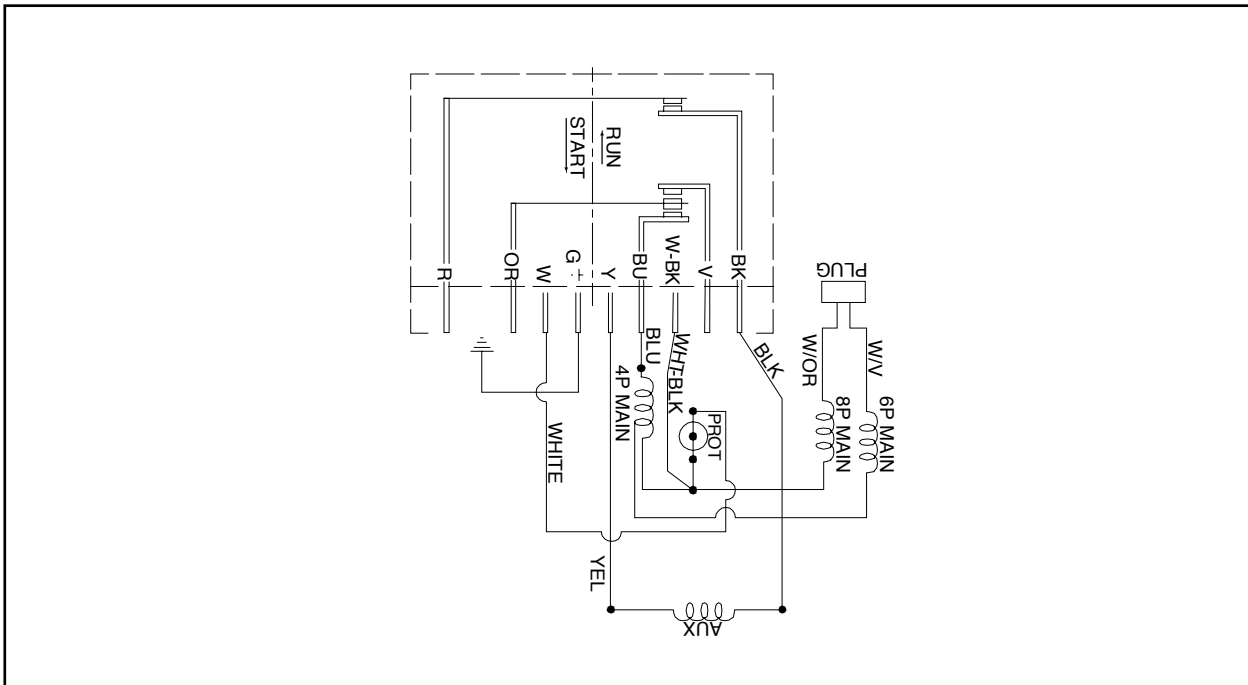 RUN
START
R
OR
W
G
Y
BU
W-BK
V
BK
PLUG
BLU
WHT-BLK
BLK
W/OR
W/V
4P MAIN
PROT
8P MAIN
6P MAIN
WHITE
YEL
AUX